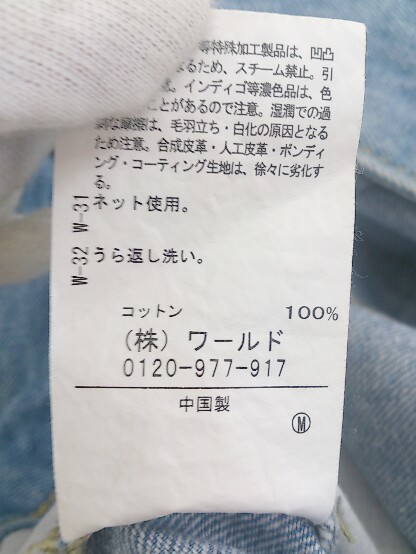 等特殊加工製品は、凹凸
るため、スチーム禁止。引
。インディゴ等濃色品は、色
ことがあるので注意。湿潤での過
摩擦は、毛羽立ち・白化の原因となる
ため注意。合成皮革・人工皮革・ボンディ
ング・コーティング生地は、徐々に劣化す
る。
W-31 ネット使用。
W-32 うら返し洗い。
コットン 100%
(株) ワールド
0120-977-917
中国製
M